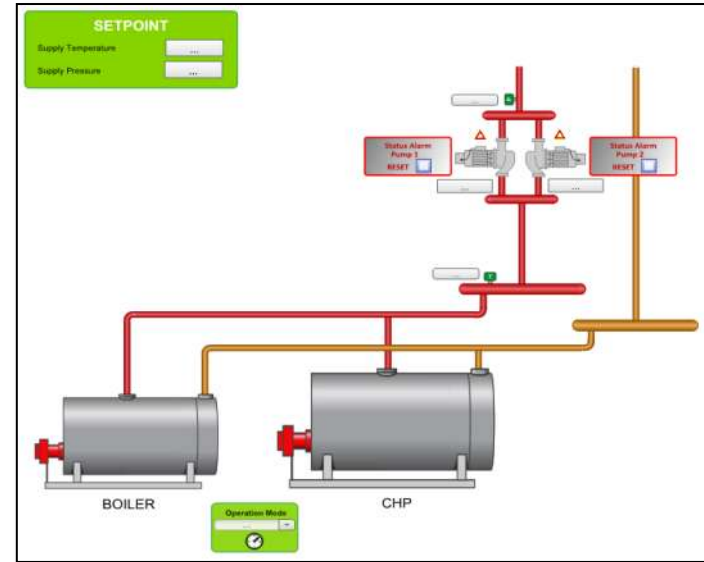 SETPOINT
Supply Temperature
...
Supply Pressure
...
...
Status Alarm
Pump 1
RESET
Status Alarm
Pump 2
RESET
...
...
...
T
BOILER
CHP
Operation Mode
...